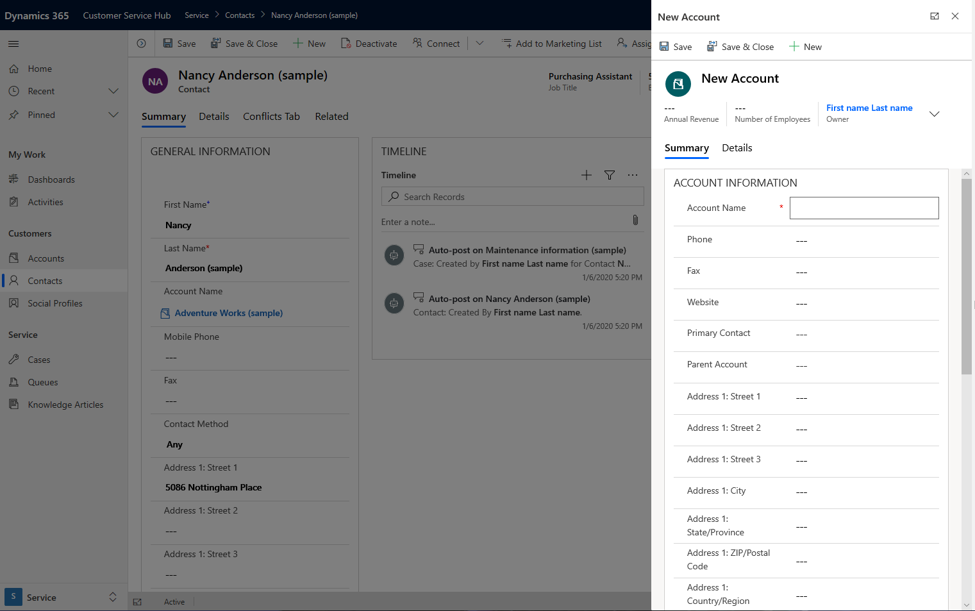 Dynamics 365
Customer Service Hub
Service > Contacts > Nancy Anderson (sample)
Home
Recent
Pinned
My Work
Dashboards
Activities
Customers
Accounts
Contacts
Social Profiles
Service
Cases
Queues
Knowledge Articles
S Service
Save
Save & Close
New
Deactivate
Connect
Add to Marketing List
NA
Nancy Anderson (sample)
Contact
Purchasing Assistant
Job Title
Summary
Details
Conflicts Tab
Related
GENERAL INFORMATION
First Name*
Nancy
Last Name*
Anderson (sample)
Account Name
Adventure Works (sample)
Mobile Phone
---
Fax
---
Contact Method
Any
Address 1: Street 1
5086 Nottingham Place
Address 1: Street 2
---
Address 1: Street 3
---
Active
TIMELINE
Timeline
Search Records
Enter a note...
Auto-post on Maintenance information (sample)
Case: Created by First name Last name for Contact N...
1/6/2020 5:20 PM
Auto-post on Nancy Anderson (sample)
Contact: Created By First name Last name.
1/6/2020 5:20 PM
New Account
Save
Save & Close
New
New Account
---
Annual Revenue
---
Number of Employees
First name Last name
Owner
Summary
Details
ACCOUNT INFORMATION
Account Name *
Phone ---
Fax ---
Website ---
Primary Contact ---
Parent Account ---
Address 1: Street 1 ---
Address 1: Street 2 ---
Address 1: Street 3 ---
Address 1: City ---
Address 1:
State/Province ---
Address 1: ZIP/Postal
Code ---
Address 1:
Country/Region ---